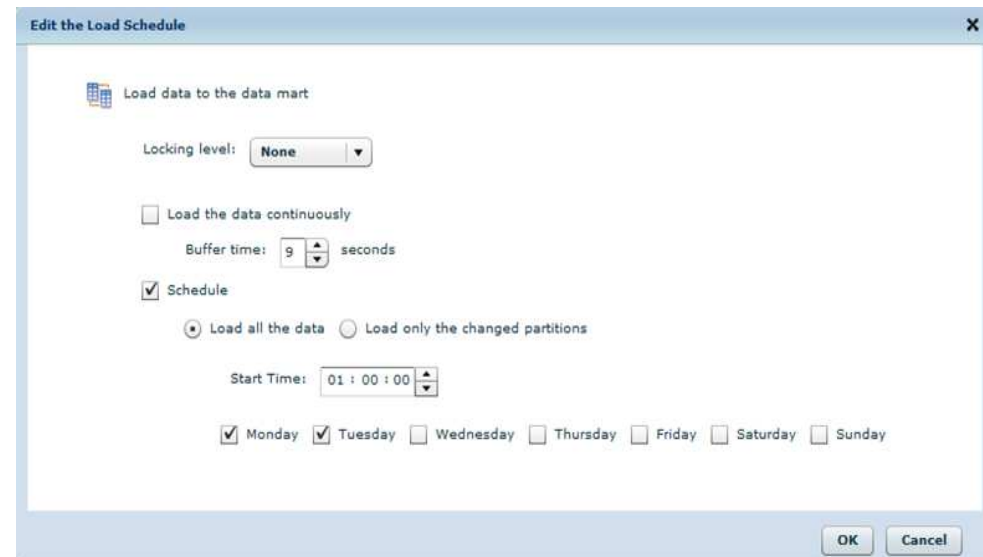 Edit the Load Schedule
Load data to the data mart
Locking level: None
Load the data continuously
Buffer time: 9 seconds
Schedule
Load all the data Load only the changed partitions
Start Time: 01 : 00 : 00
Monday Tuesday Wednesday Thursday Friday Saturday Sunday
OK Cancel